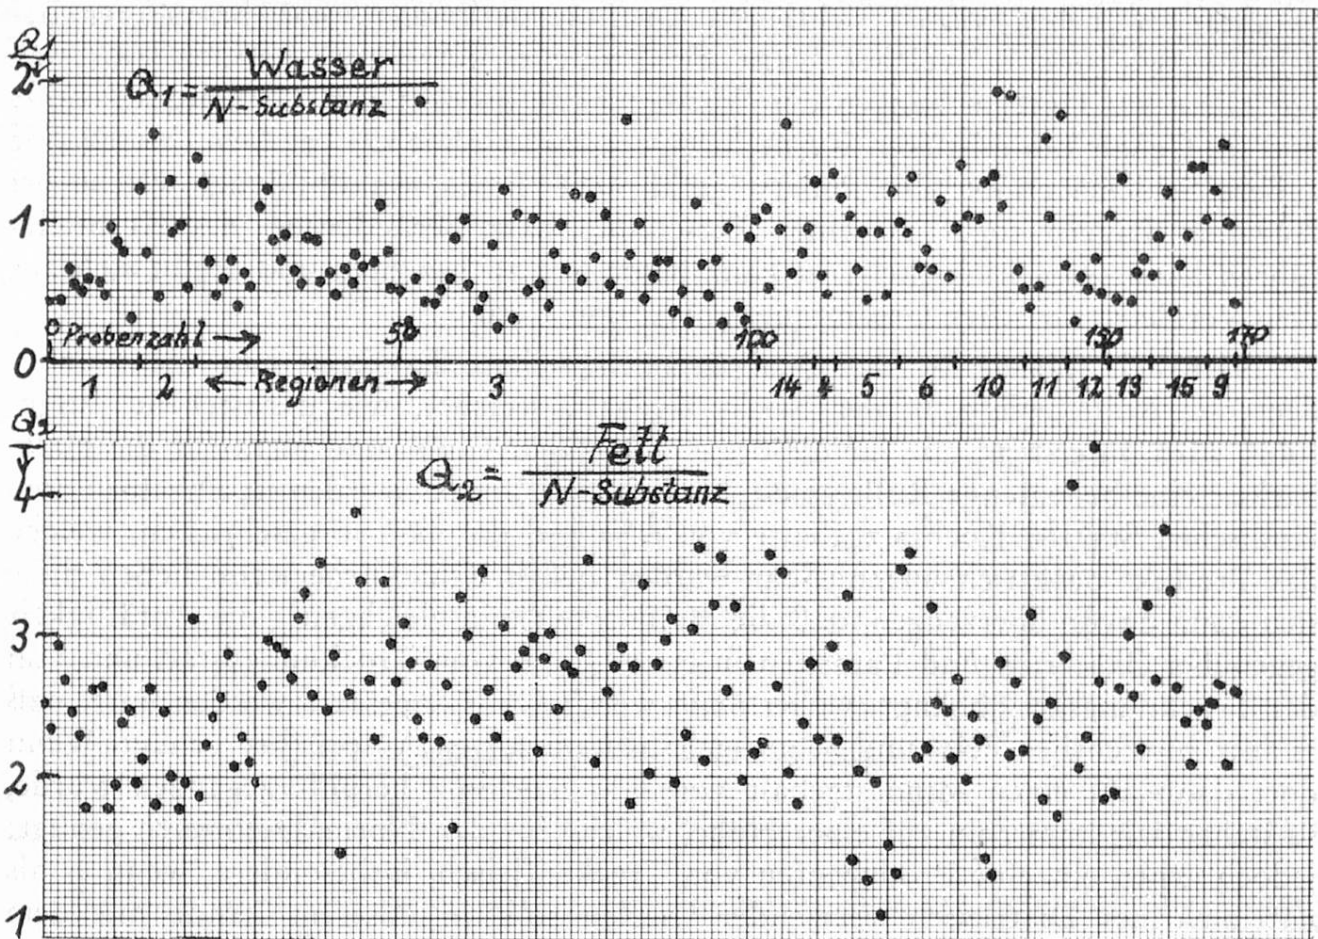 Q1
2
Q1 = Wasser
N-Substanz
1
0 Probenzahl → 50 100 150 170
0
1 2 ← Regionen → 3 14 4 5 6 10 11 12 13 15 9
Q2
4
Q2 = Fett
N-Substanz
3
2
1